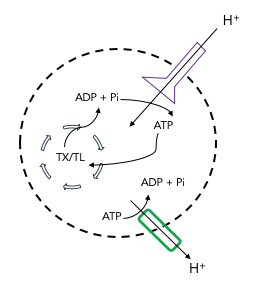 H⁺
ADP + Pi
ATP
TX/TL
ADP + Pi
ATP
H⁺